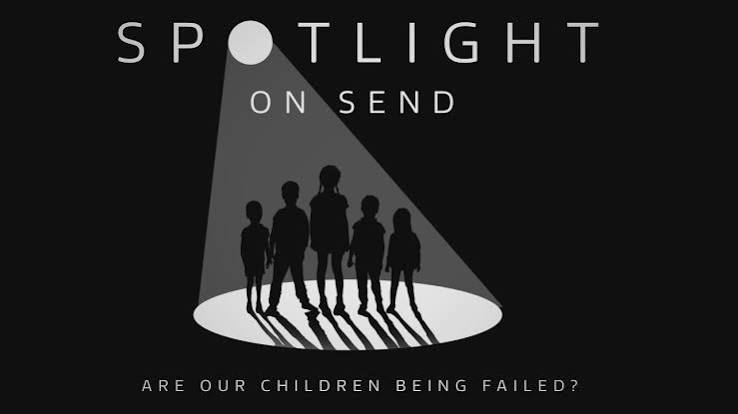 SPOTLIGHT
ON SEND
ARE OUR CHILDREN BEING FAILED?